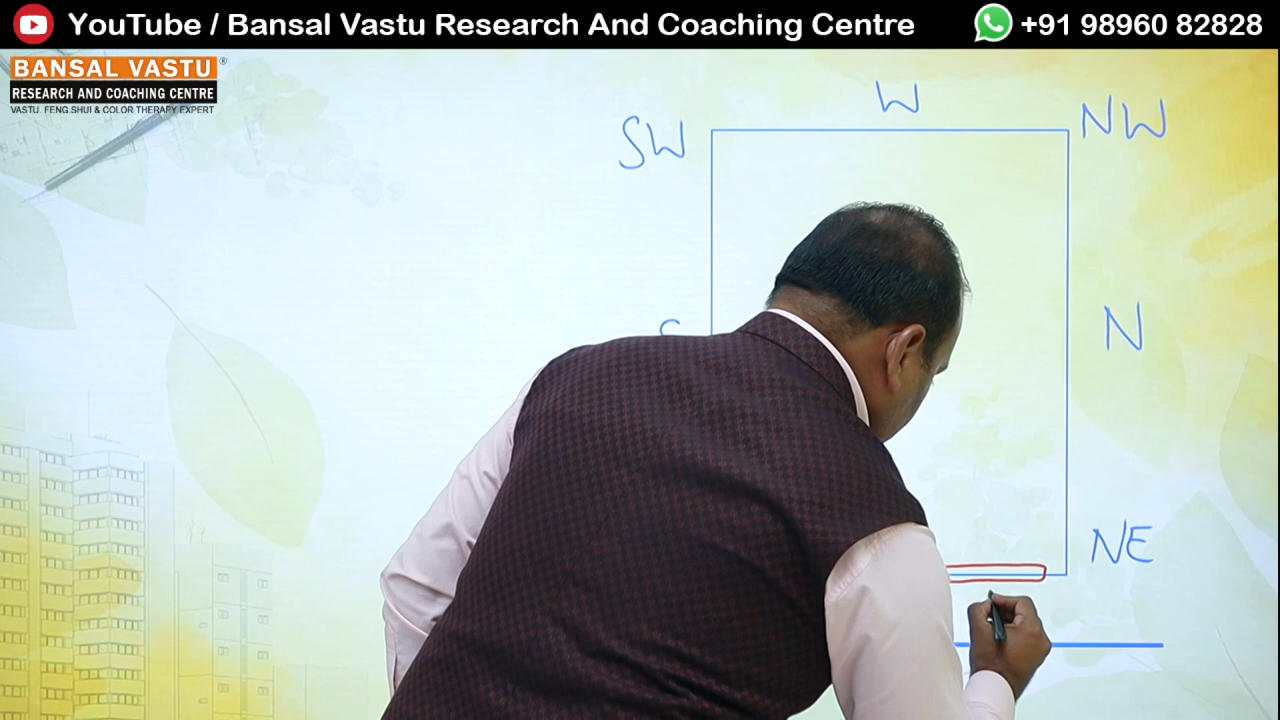 YouTube / Bansal Vastu Research And Coaching Centre
+91 98960 82828
BANSAL VASTU®
RESEARCH AND COACHING CENTRE
VASTU, FENG SHUI & COLOR THERAPY EXPERT
W
SW
NW
N
NE